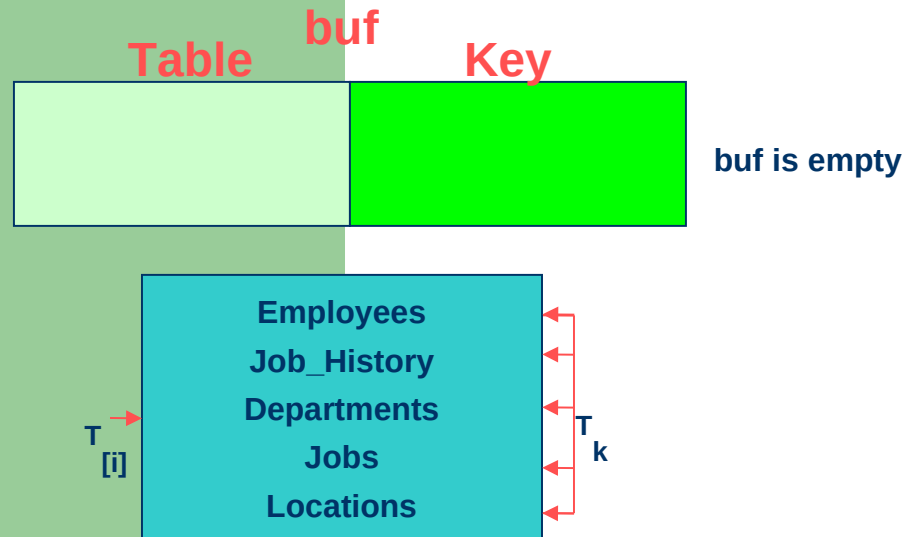 buf
Table Key
buf is empty
Employees
Job_History
Departments
Jobs
Locations
T
[i]
T
k